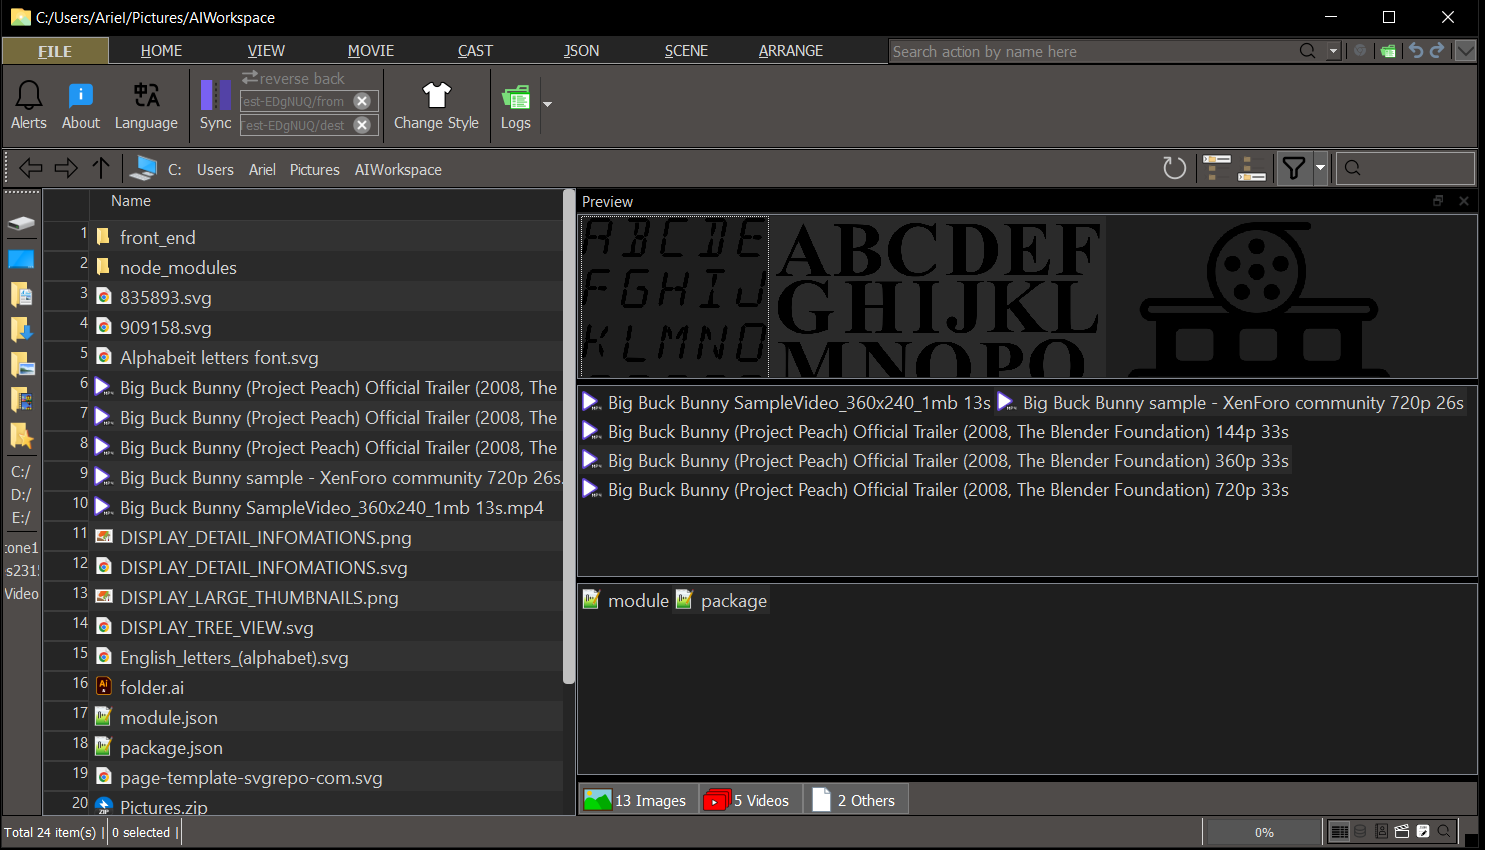 C:/Users/Ariel/Pictures/AIWorkspace
FILE HOME VIEW MOVIE CAST JSON SCENE ARRANGE
Search action by name here
reverse back
est-EDgNUQ/from
Test-EDgNUQ/dest
Alerts About Language Sync Change Style Logs
C: Users Ariel Pictures AIWorkspace
Name
1 front_end
2 node_modules
3 835893.svg
4 909158.svg
5 Alphabeit letters font.svg
6 Big Buck Bunny (Project Peach) Official Trailer (2008, The
7 Big Buck Bunny (Project Peach) Official Trailer (2008, The
8 Big Buck Bunny (Project Peach) Official Trailer (2008, The
9 Big Buck Bunny sample - XenForo community 720p 26s.
10 Big Buck Bunny SampleVideo_360x240_1mb 13s.mp4
11 DISPLAY_DETAIL_INFOMATIONS.png
12 DISPLAY_DETAIL_INFOMATIONS.svg
13 DISPLAY_LARGE_THUMBNAILS.png
14 DISPLAY_TREE_VIEW.svg
15 English_letters_(alphabet).svg
16 folder.ai
17 module.json
18 package.json
19 page-template-svgrepo-com.svg
20 Pictures.zip
C:/
D:/
E:/
tone1
s231
Video
Preview
ABCDE
FGHIJ
KLMNO
ABCDEF
GHIJKL
MNOPQ
Big Buck Bunny SampleVideo_360x240_1mb 13s Big Buck Bunny sample - XenForo community 720p 26s
Big Buck Bunny (Project Peach) Official Trailer (2008, The Blender Foundation) 144p 33s
Big Buck Bunny (Project Peach) Official Trailer (2008, The Blender Foundation) 360p 33s
Big Buck Bunny (Project Peach) Official Trailer (2008, The Blender Foundation) 720p 33s
module package
13 Images 5 Videos 2 Others
Total 24 item(s) | 0 selected |
0%